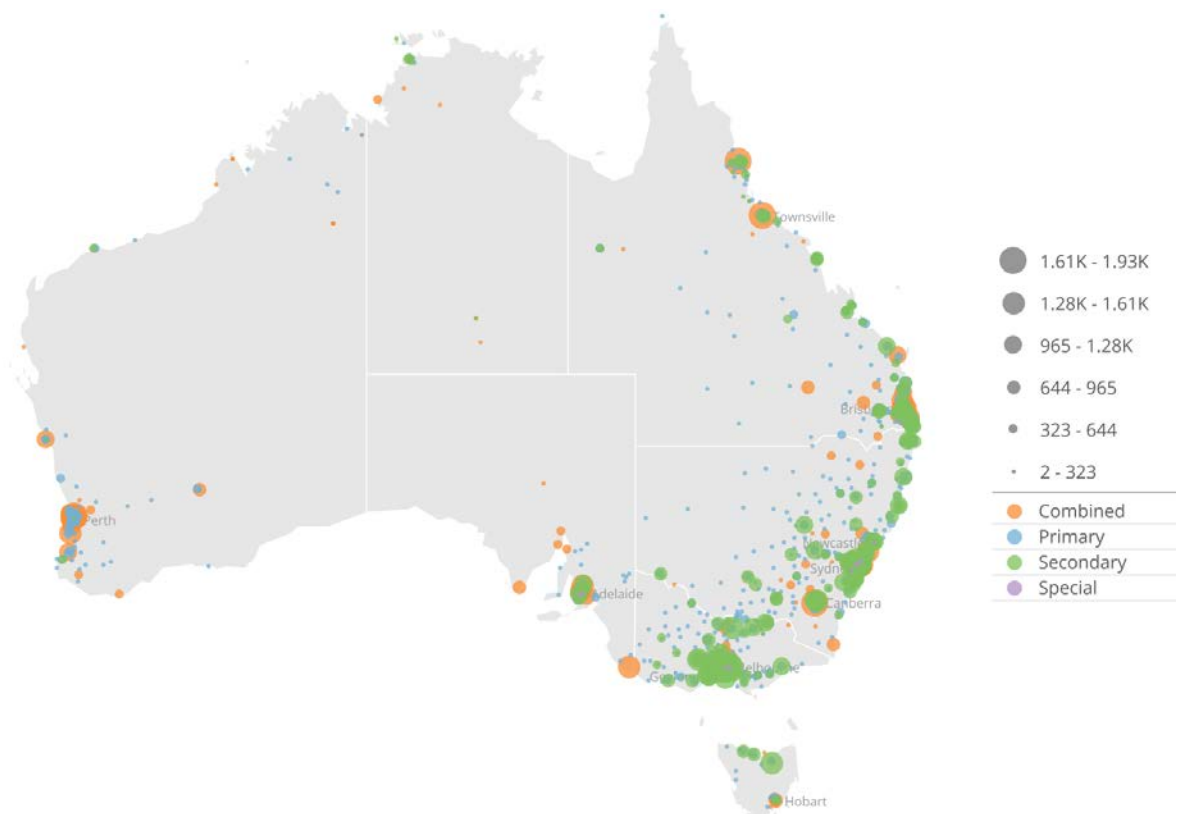 Townsville
1.61K - 1.93K
1.28K - 1.61K
965 - 1.28K
644 - 965
323 - 644
2 - 323
Combined
Primary
Secondary
Special
Perth
Newcastle
Adelaide
Canberra
Hobart